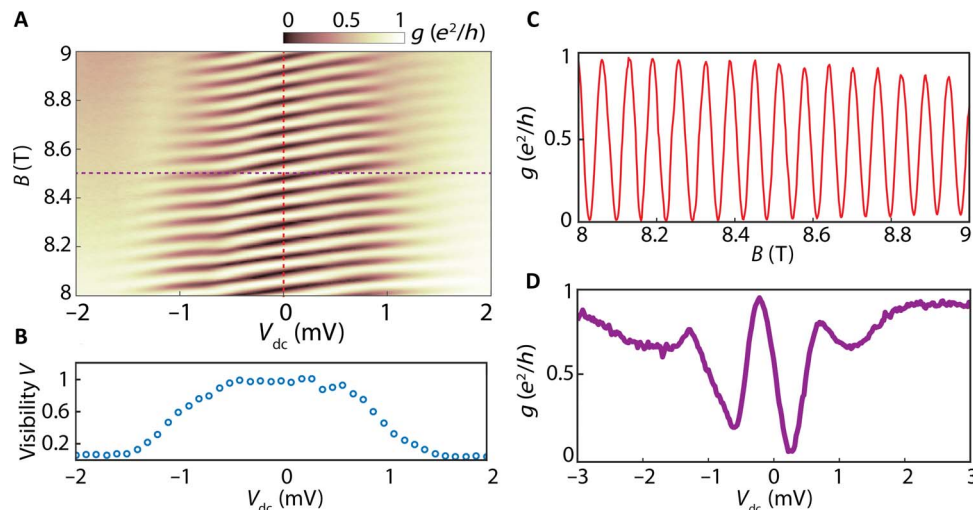 A
0 0.5 1 g (e²/h)
9
8.8
8.6
8.4
8.2
8
B (T)
−2 −1 0 1 2
V_dc (mV)
B
1
0.6
0.2
Visibility V
−2 −1 0 1 2
V_dc (mV)
C
1
0.5
0
g (e²/h)
8 8.2 8.4 8.6 8.8 9
B (T)
D
1
0.5
0
g (e²/h)
−3 −2 −1 0 1 2 3
V_dc (mV)